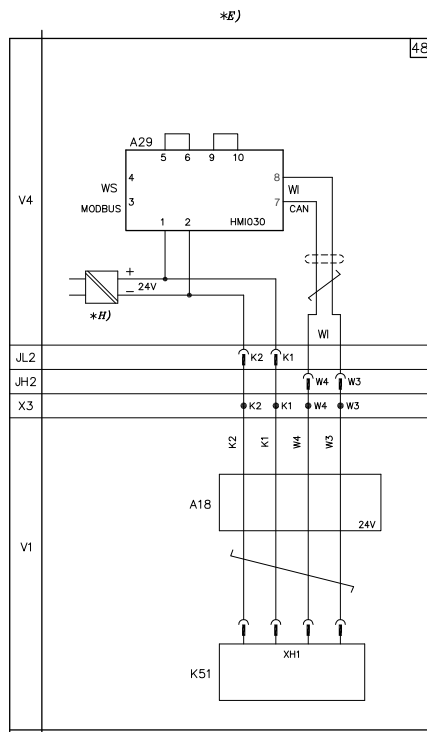 *E)
48
A29
5 6 9 10
4 8
WS WI
V4
MODBUS 3 7 CAN
1 2 HMI030
+
24V
−
*H)
WI
JL2 K2 K1
JH2 W4 W3
X3 K2 K1 W4 W3
K2 K1 W4 W3
A18
24V
V1
XH1
K51